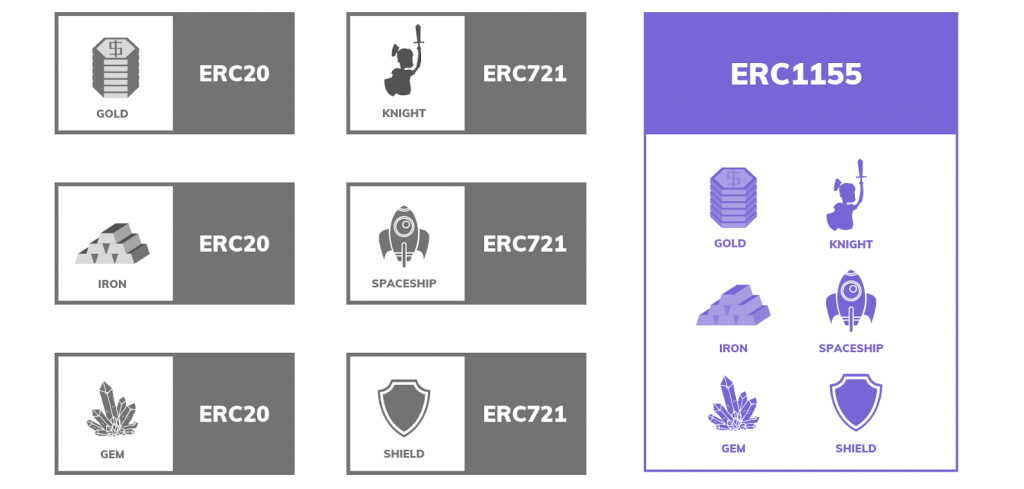 ERC20
GOLD
ERC721
KNIGHT
ERC20
IRON
ERC721
SPACESHIP
ERC20
GEM
ERC721
SHIELD
ERC1155
GOLD
KNIGHT
IRON
SPACESHIP
GEM
SHIELD